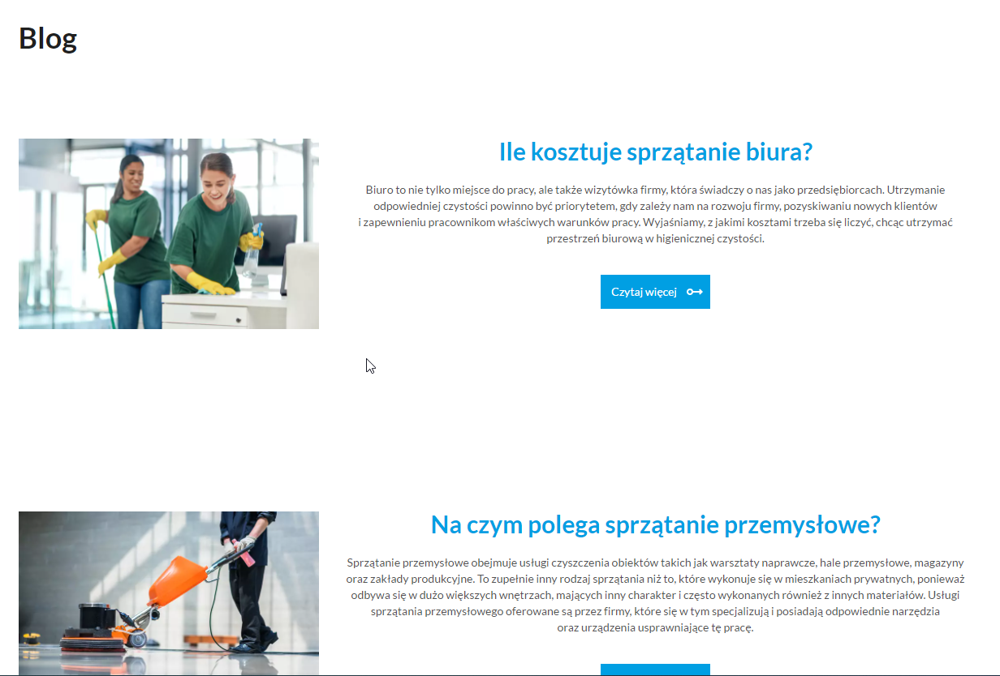 Blog
Ile kosztuje sprzątanie biura?
Biuro to nie tylko miejsce do pracy, ale także wizytówka firmy, która świadczy o nas jako przedsiębiorcach. Utrzymanie
odpowiedniej czystości powinno być priorytetem, gdy zależy nam na rozwoju firmy, pozyskiwaniu nowych klientów
i zapewnieniu pracownikom właściwych warunków pracy. Wyjaśniamy, z jakimi kosztami trzeba się liczyć, chcąc utrzymać
przestrzeń biurową w higienicznej czystości.
Czytaj więcej
Na czym polega sprzątanie przemysłowe?
Sprzątanie przemysłowe obejmuje usługi czyszczenia obiektów takich jak warsztaty naprawcze, hale przemysłowe, magazyny
oraz zakłady produkcyjne. To zupełnie inny rodzaj sprzątania niż to, które wykonuje się w mieszkaniach prywatnych, ponieważ
odbywa się w dużo większych wnętrzach, mających inny charakter i często wykonanych również z innych materiałów. Usługi
sprzątania przemysłowego oferowane są przez firmy, które się w tym specjalizują i posiadają odpowiednie narzędzia
oraz urządzenia usprawniające tę pracę.